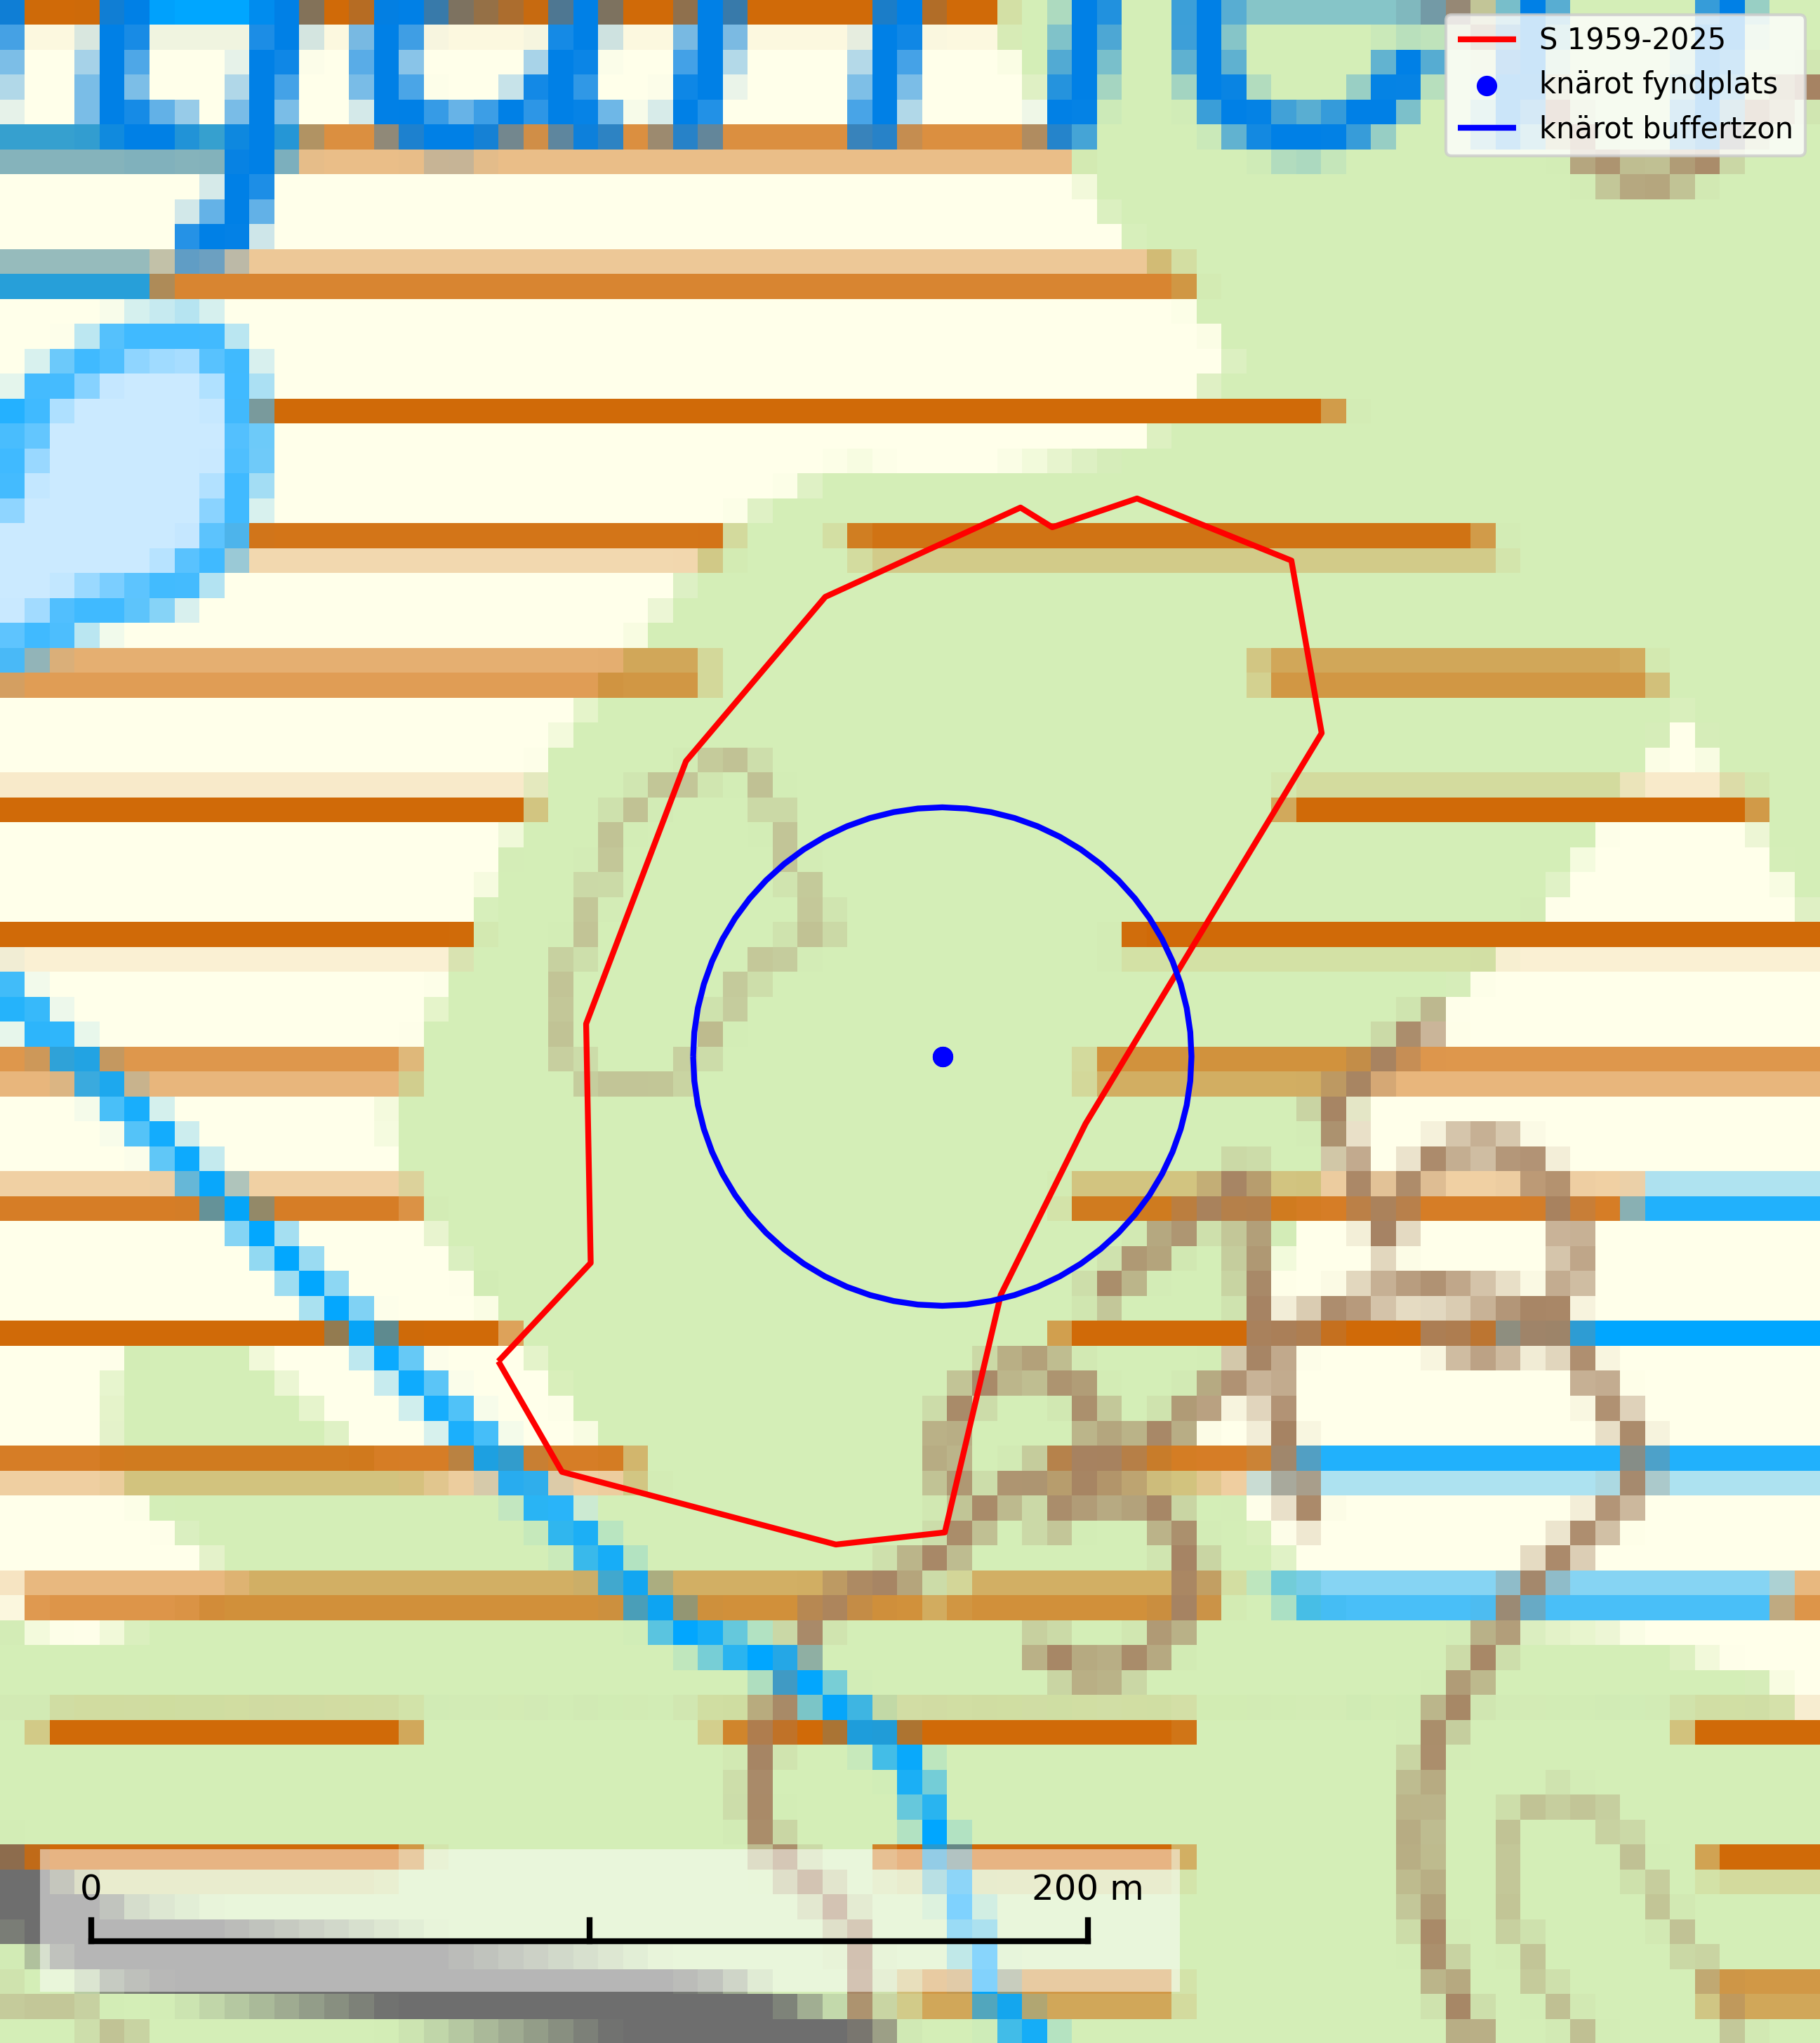 S 1959-2025
knärot fyndplats
knärot buffertzon
0 200 m